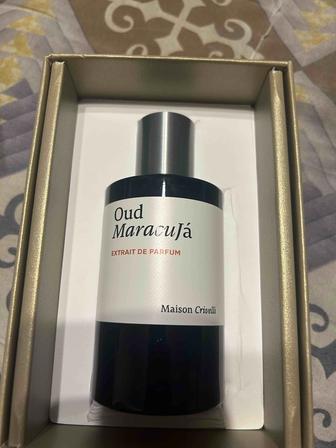 Oud
MaracuJá
EXTRAIT DE PARFUM
Maison Crivelli